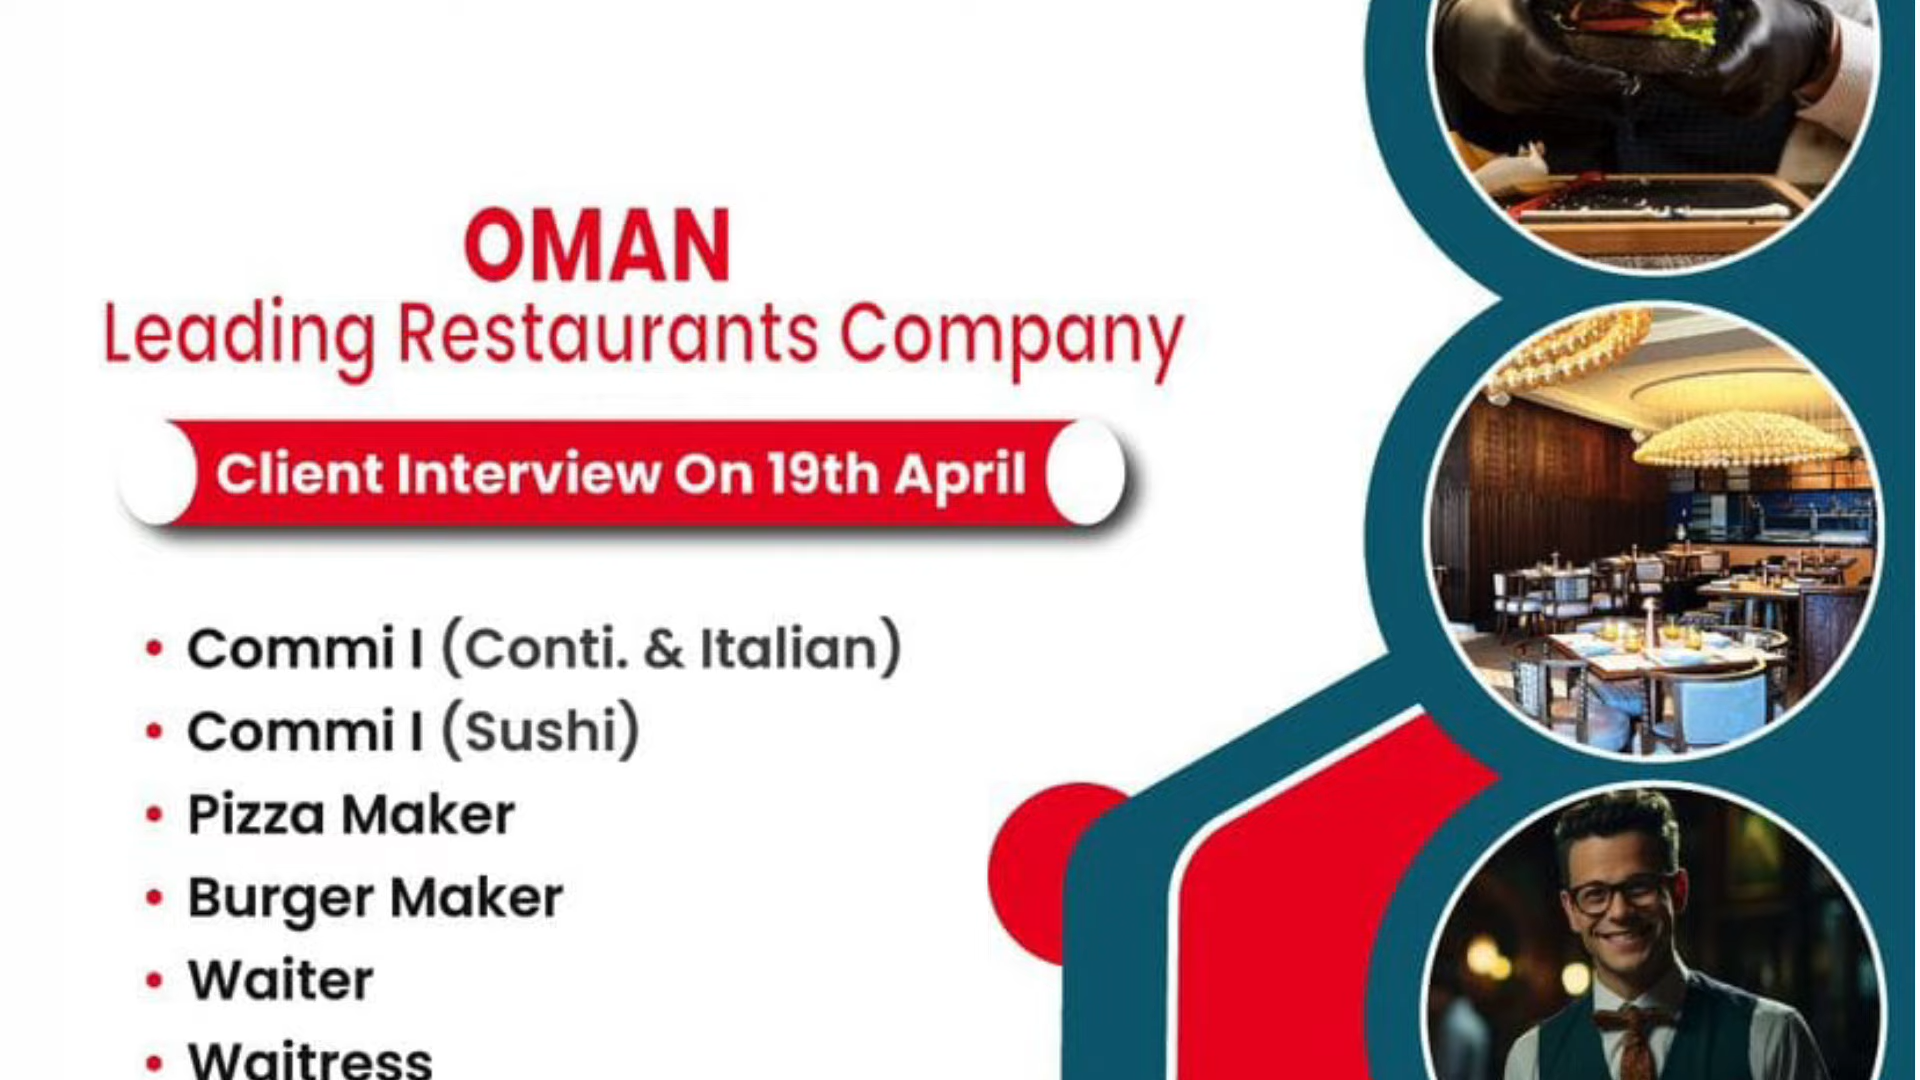 OMAN
Leading Restaurants Company
Client Interview On 19th April
• Commi I (Conti. & Italian)
• Commi I (Sushi)
• Pizza Maker
• Burger Maker
• Waiter
• Waitress